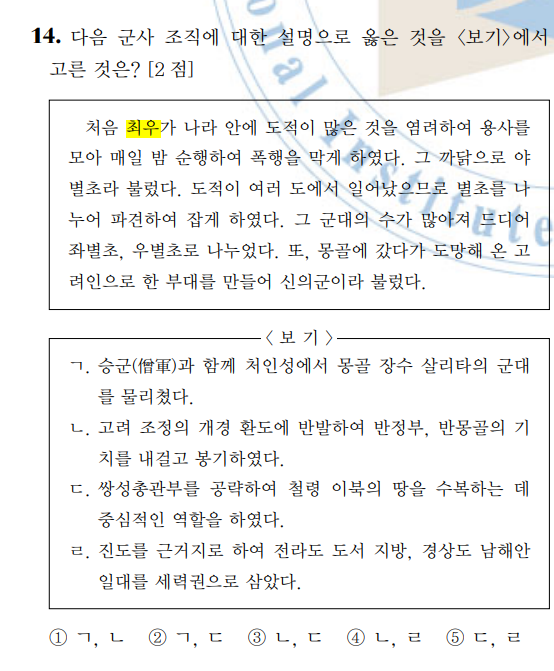 14. 다음 군사 조직에 대한 설명으로 옳은 것을 <보기>에서
고른 것은? [2 점]
처음 최우가 나라 안에 도적이 많은 것을 염려하여 용사를
모아 매일 밤 순행하여 폭행을 막게 하였다. 그 까닭으로 야
별초라 불렀다. 도적이 여러 도에서 일어났으므로 별초를 나
누어 파견하여 잡게 하였다. 그 군대의 수가 많아져 드디어
좌별초, 우별초로 나누었다. 또, 몽골에 갔다가 도망해 온 고
려인으로 한 부대를 만들어 신의군이라 불렀다.
<보 기>
ㄱ. 승군(僧軍)과 함께 처인성에서 몽골 장수 살리타의 군대
를 물리쳤다.
ㄴ. 고려 조정의 개경 환도에 반발하여 반정부, 반몽골의 기
치를 내걸고 봉기하였다.
ㄷ. 쌍성총관부를 공략하여 철령 이북의 땅을 수복하는 데
중심적인 역할을 하였다.
ㄹ. 진도를 근거지로 하여 전라도 도서 지방, 경상도 남해안
일대를 세력권으로 삼았다.
① ㄱ, ㄴ ② ㄱ, ㄷ ③ ㄴ, ㄷ ④ ㄴ, ㄹ ⑤ ㄷ, ㄹ
onal Institute